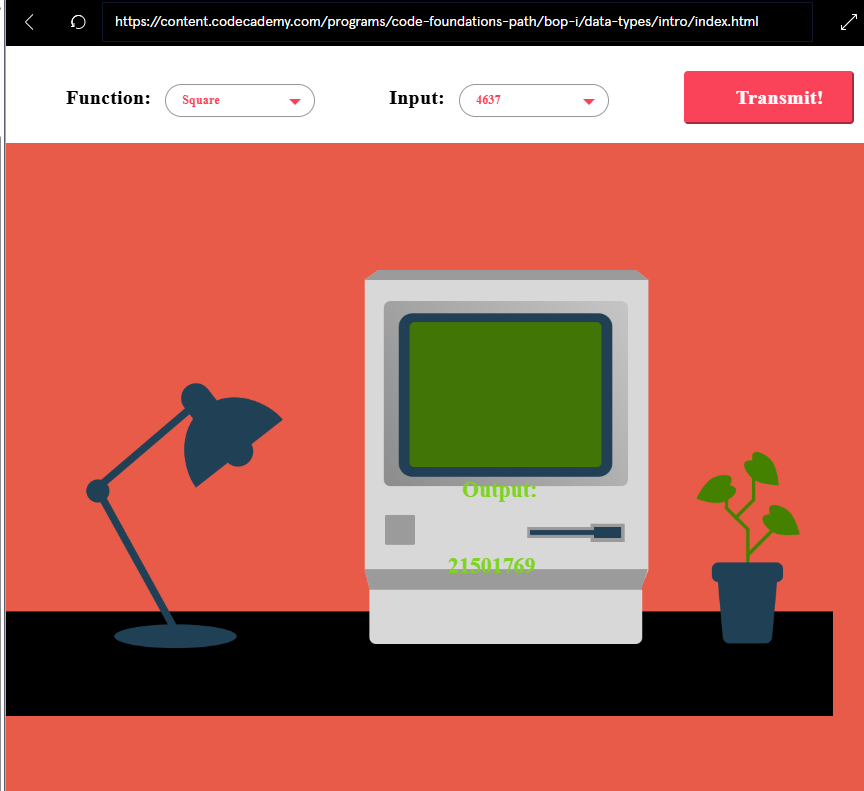 https://content.codecademy.com/programs/code-foundations-path/bop-i/data-types/intro/index.html
Function: Square Input: 4637 Transmit!
Output:
21501769